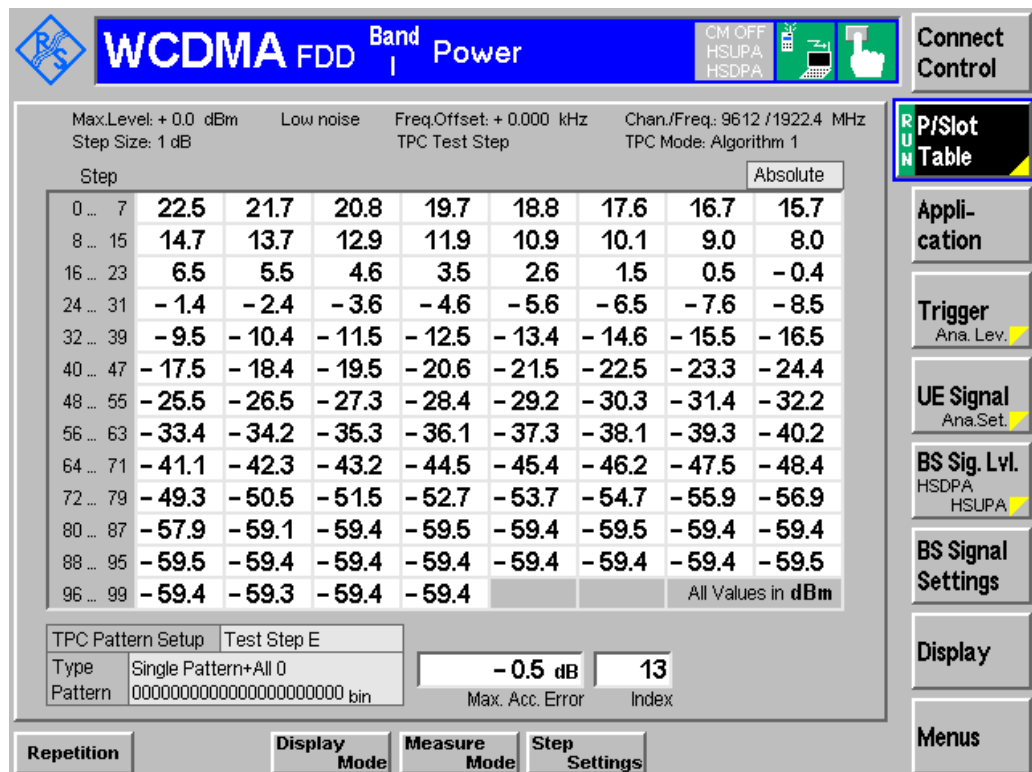 R&S
WCDMA FDD Band I Power
CM OFF
HSUPA
HSDPA
Connect Control
Max.Level: + 0.0 dBm Low noise Freq.Offset: + 0.000 kHz Chan./Freq.: 9612 / 1922.4 MHz
Step Size: 1 dB TPC Test Step TPC Mode: Algorithm 1
Step Absolute
0 ... 7 22.5 21.7 20.8 19.7 18.8 17.6 16.7 15.7
8 ... 15 14.7 13.7 12.9 11.9 10.9 10.1 9.0 8.0
16 ... 23 6.5 5.5 4.6 3.5 2.6 1.5 0.5 – 0.4
24 ... 31 – 1.4 – 2.4 – 3.6 – 4.6 – 5.6 – 6.5 – 7.6 – 8.5
32 ... 39 – 9.5 – 10.4 – 11.5 – 12.5 – 13.4 – 14.6 – 15.5 – 16.5
40 ... 47 – 17.5 – 18.4 – 19.5 – 20.6 – 21.5 – 22.5 – 23.3 – 24.4
48 ... 55 – 25.5 – 26.5 – 27.3 – 28.4 – 29.2 – 30.3 – 31.4 – 32.2
56 ... 63 – 33.4 – 34.2 – 35.3 – 36.1 – 37.3 – 38.1 – 39.3 – 40.2
64 ... 71 – 41.1 – 42.3 – 43.2 – 44.5 – 45.4 – 46.2 – 47.5 – 48.4
72 ... 79 – 49.3 – 50.5 – 51.5 – 52.7 – 53.7 – 54.7 – 55.9 – 56.9
80 ... 87 – 57.9 – 59.1 – 59.4 – 59.5 – 59.4 – 59.5 – 59.4 – 59.4
88 ... 95 – 59.5 – 59.4 – 59.4 – 59.4 – 59.4 – 59.4 – 59.4 – 59.5
96 ... 99 – 59.4 – 59.3 – 59.4 – 59.4 All Values in dBm
TPC Pattern Setup Test Step E
Type Single Pattern+All 0
Pattern 0000000000000000000000 bin
– 0.5 dB 13
Max. Acc. Error Index
RUN
P/Slot
Table
Appli-
cation
Trigger
Ana. Lev.
UE Signal
Ana.Set.
BS Sig. Lvl.
HSDPA
HSUPA
BS Signal
Settings
Display
Menus
Repetition
Display
Mode
Measure
Mode
Step
Settings